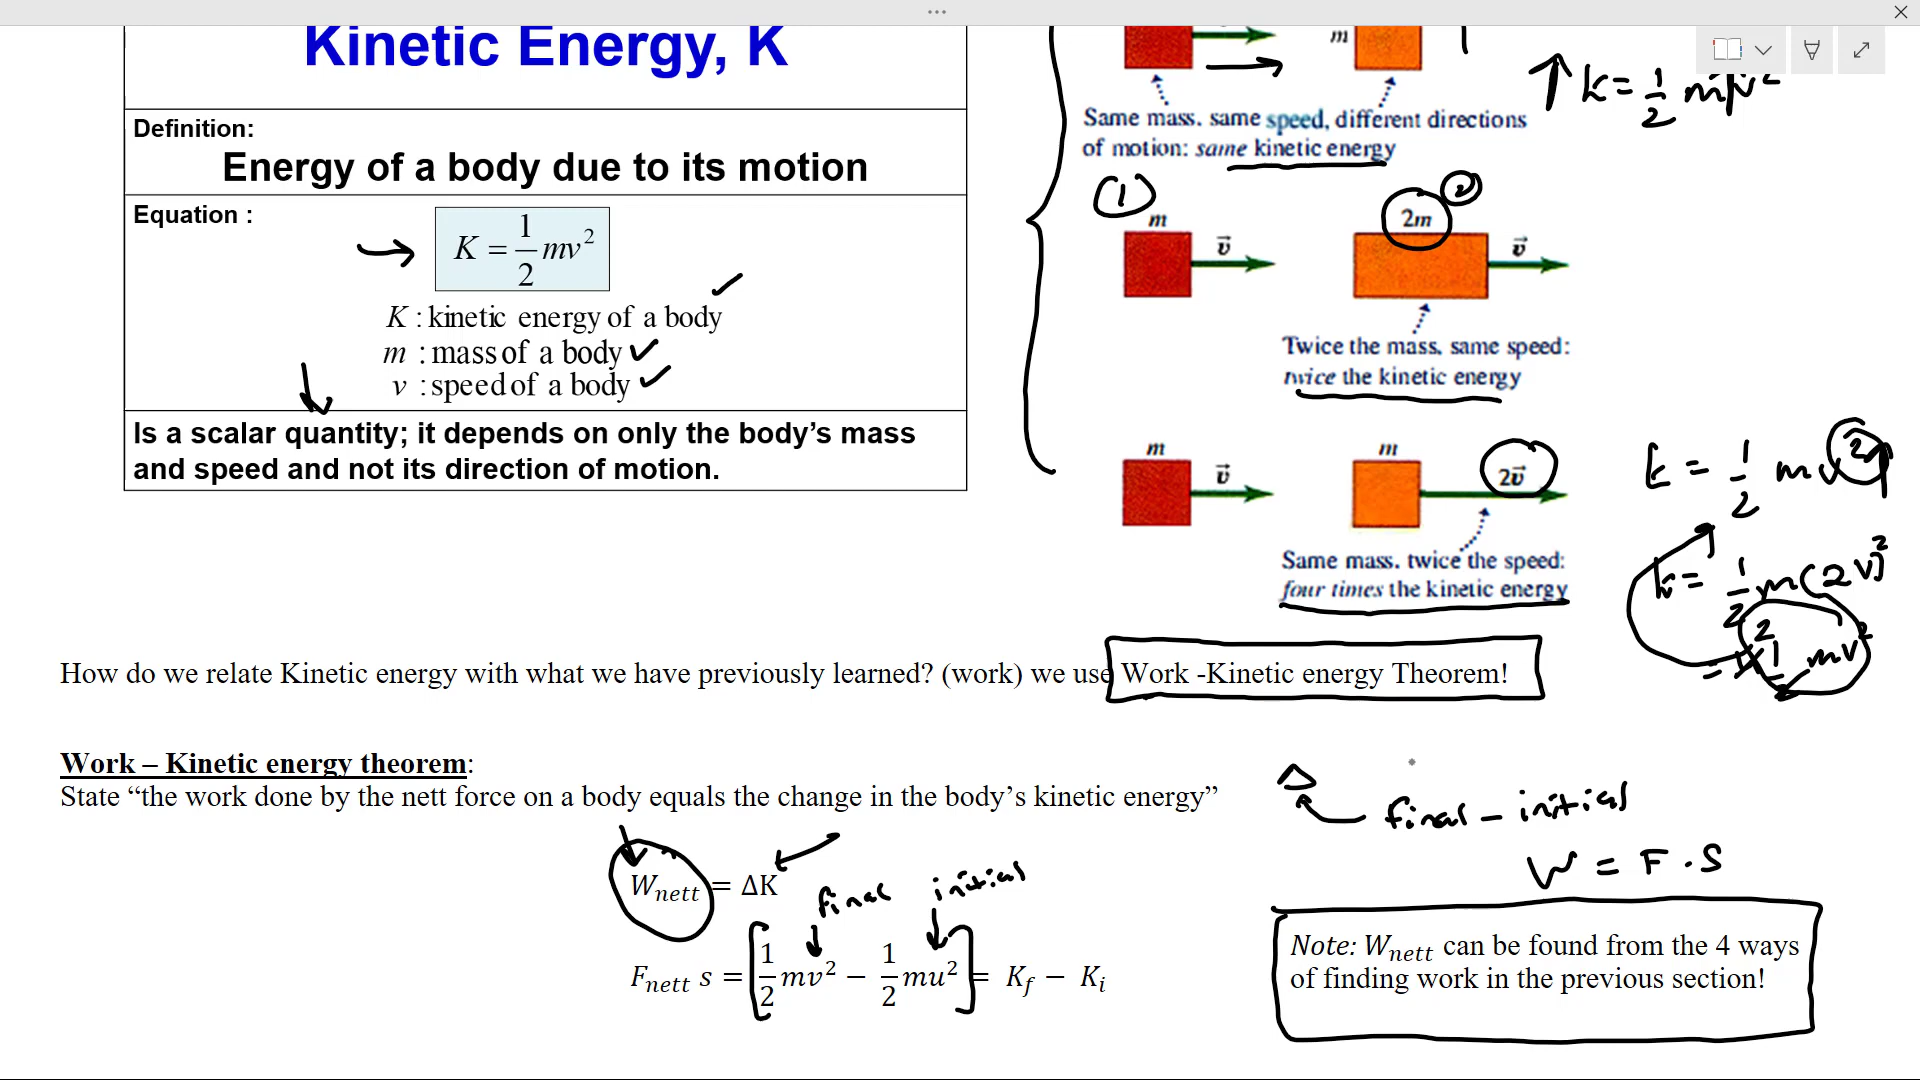 Kinetic Energy, K
Definition:
Energy of a body due to its motion
Equation :
K = 1/2 mv²
K : kinetic energy of a body
m : mass of a body
v : speed of a body
Is a scalar quantity; it depends on only the body's mass
and speed and not its direction of motion.
m
Same mass, same speed, different directions
of motion: same kinetic energy
k = 1/2 mv²
1
2
m
v⃗
2m
v⃗
Twice the mass, same speed:
twice the kinetic energy
m
v⃗
m
2v⃗
Same mass, twice the speed:
four times the kinetic energy
k = 1/2 mv²
k = 1/2 m(2v)²
mv²
How do we relate Kinetic energy with what we have previously learned? (work) we use Work -Kinetic energy Theorem!
Work – Kinetic energy theorem:
State “the work done by the nett force on a body equals the change in the body’s kinetic energy”
Δ
final - initial
W = F . S
W_nett = ΔK
final initial
F_nett s = [1/2 mv² − 1/2 mu²] = K_f − K_i
Note: W_nett can be found from the 4 ways
of finding work in the previous section!